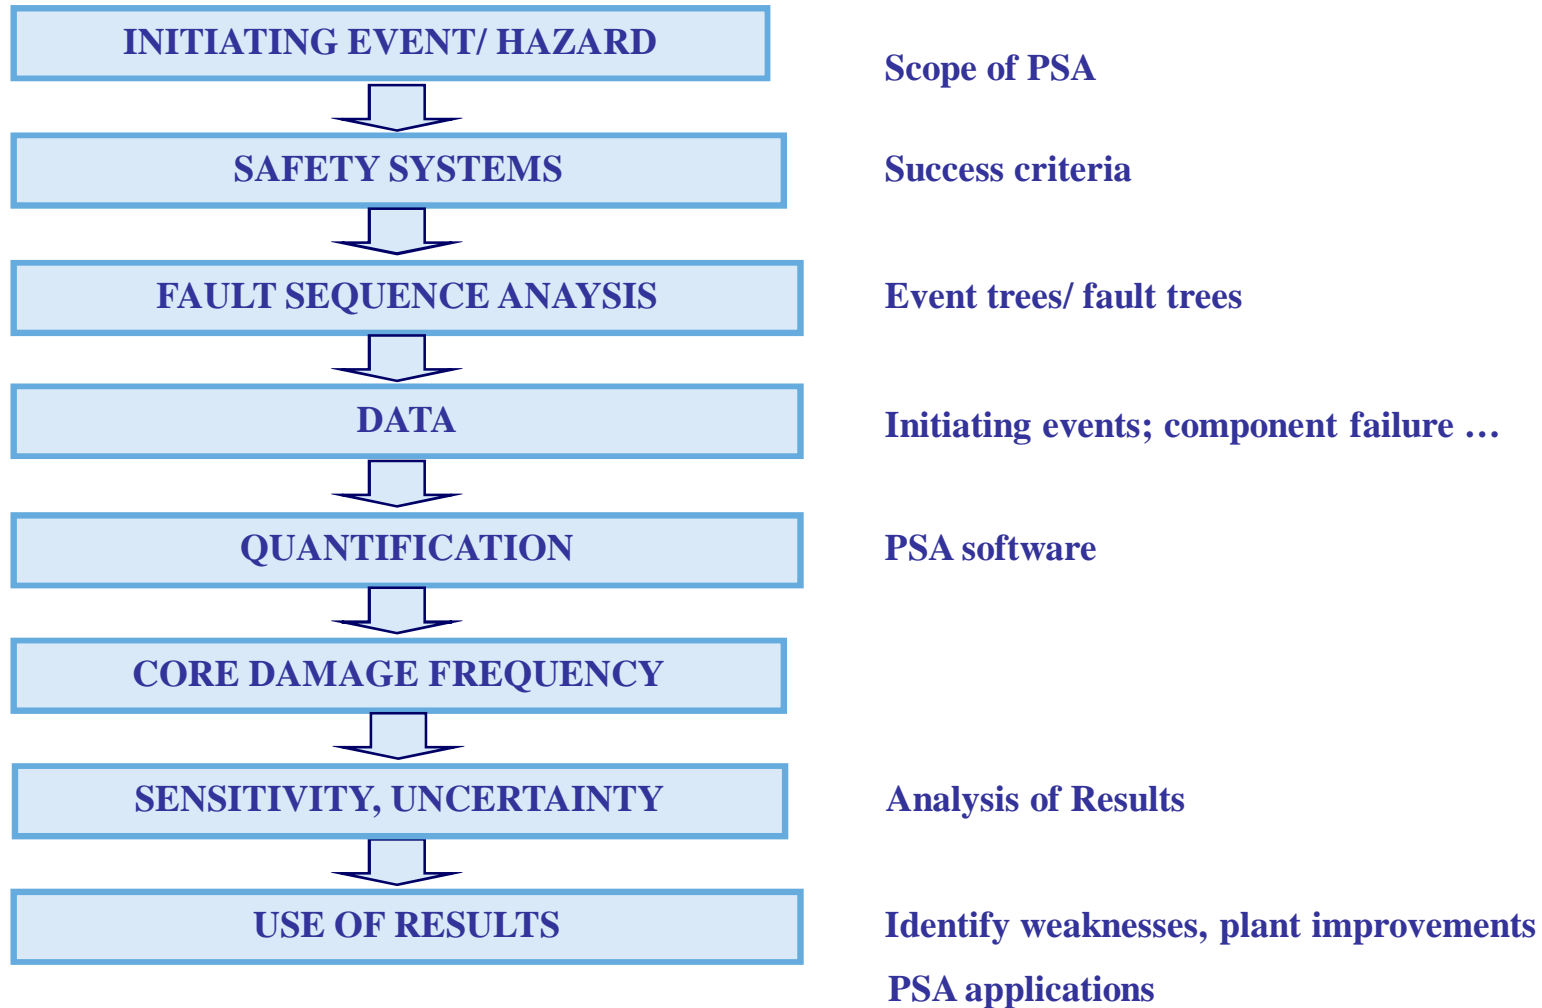 INITIATING EVENT/ HAZARD
Scope of PSA
SAFETY SYSTEMS
Success criteria
FAULT SEQUENCE ANAYSIS
Event trees/ fault trees
DATA
Initiating events; component failure …
QUANTIFICATION
PSA software
CORE DAMAGE FREQUENCY
SENSITIVITY, UNCERTAINTY
Analysis of Results
USE OF RESULTS
Identify weaknesses, plant improvements
PSA applications